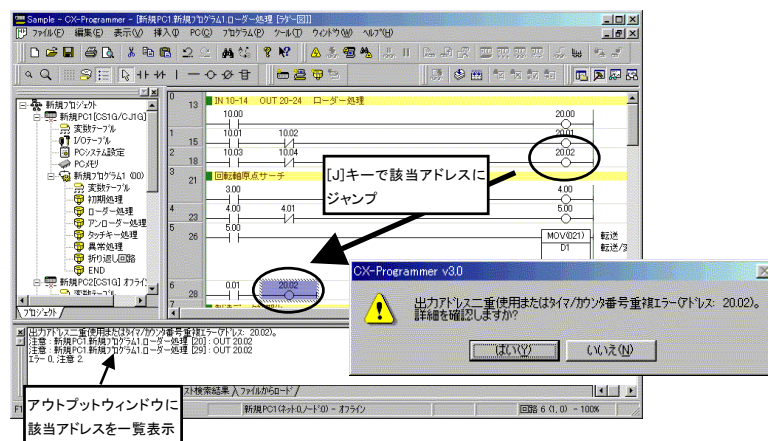 Sample - CX-Programmer - [新規PC1.新規プログラム1.ローダー処理 [ラダー図]]
ファイル(F) 編集(E) 表示(V) 挿入(I) PC(C) プログラム(P) ツール(T) ウィンドウ(W) ヘルプ(H)
新規プロジェクト
新規PC1[CS1G/CJ1G]
変数テーブル
I/Oテーブル
PCシステム設定
PCメモリ
新規プログラム1 (00)
変数テーブル
初期処理
ローダー処理
アンローダー処理
タッチキー処理
異常処理
折り返し回路
END
新規PC2[CS1G] オフライン
変数テーブル
プロジェクト
0
13
IN 10-14 OUT 20-24 ローダー処理
10.00
20.00
1
15
10.01
10.02
20.01
2
18
10.03
10.04
20.02
3
21
回転軸原点サーチ
3.00
4.00
4
23
4.00
4.01
5.00
5
26
5.00
MOV(021)
転送
D1
6
28
0.01
20.02
7
[J]キーで該当アドレスに
ジャンプ
CX-Programmer v3.0
出力アドレス二重使用またはタイマ/カウンタ番号重複エラー(アドレス: 20.02)。
詳細を確認しますか?
はい(Y)
いいえ(N)
出力アドレス二重使用またはタイマ/カウンタ番号重複エラー(アドレス: 20.02)。
注意 : 新規PC1.新規プログラム1.ローダー処理 [20] : OUT 20.02
注意 : 新規PC1.新規プログラム1.ローダー処理 [29] : OUT 20.02
エラー 0, 注意 2.
スト検索結果 ファイルからロード
アウトプットウィンドウに
該当アドレスを一覧表示
F1
新規PC1(ネット:0,ノード:0) - オフライン
回路 6 (1, 0) - 100%